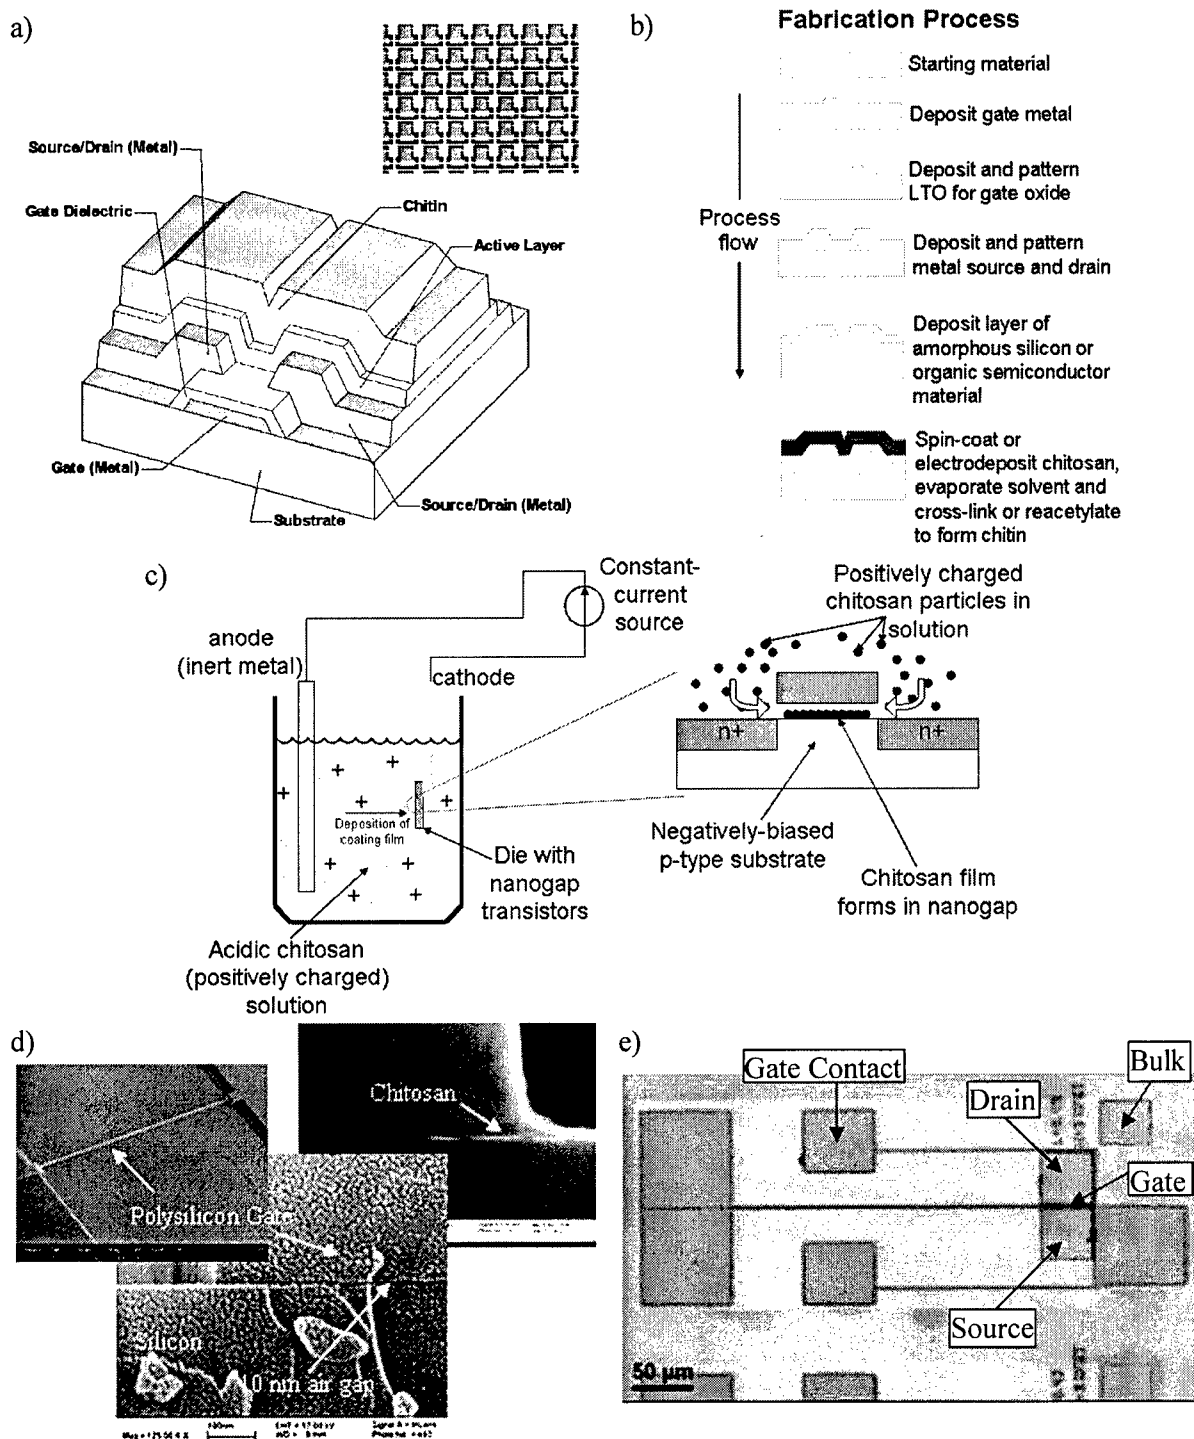 a)
Source/Drain (Metal)
Gate Dielectric
Chitin
Active Layer
Gate (Metal)
Substrate
Source/Drain (Metal)
b)
Fabrication Process
Starting material
Deposit gate metal
Deposit and pattern
LTO for gate oxide
Process
flow
Deposit and pattern
metal source and drain
Deposit layer of
amorphous silicon or
organic semiconductor
material
Spin-coat or
electrodeposit chitosan,
evaporate solvent and
cross-link or reacetylate
to form chitin
c)
Constant-
current
source
anode
(inert metal)
cathode
Deposition of
coating film
Die with
nanogap
transistors
Acidic chitosan
(positively charged)
solution
Positively charged
chitosan particles in
solution
n+
n+
Negatively-biased
p-type substrate
Chitosan film
forms in nanogap
d)
Chitosan
Polysilicon Gate
Silicon
10 nm air gap
e)
Gate Contact
Bulk
Drain
Gate
Source
50 µm